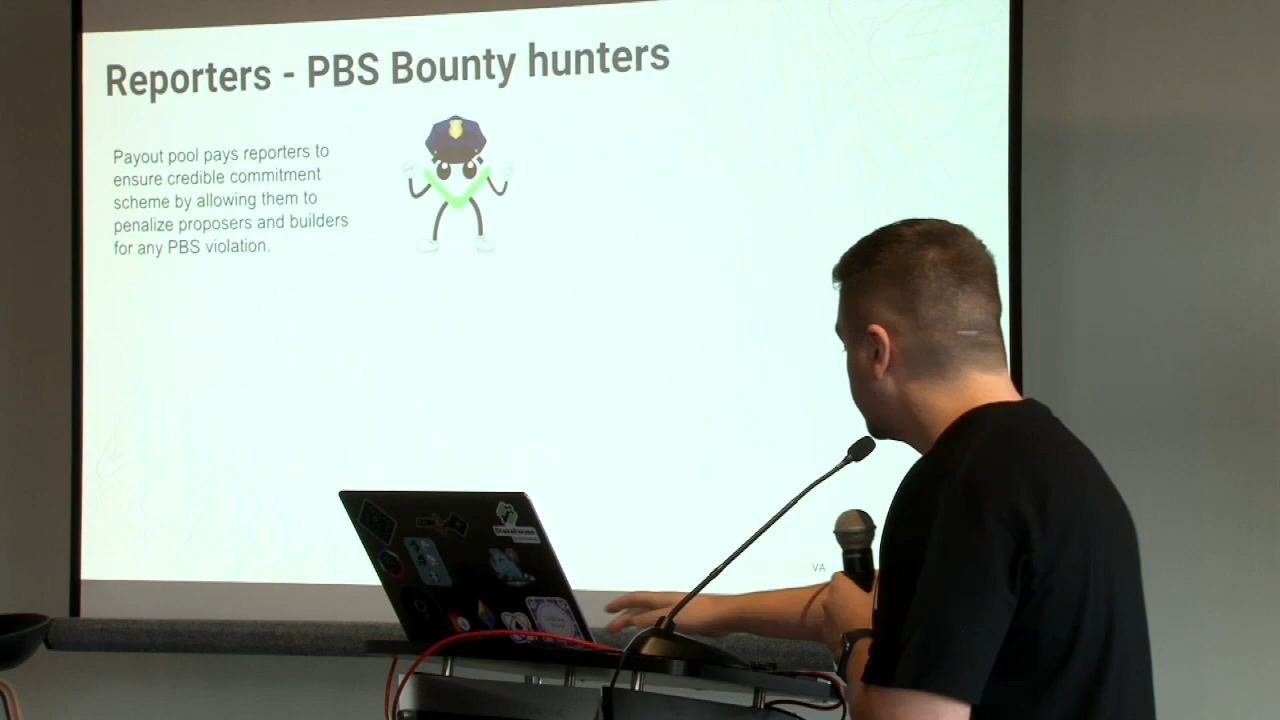 Reporters - PBS Bounty hunters
Payout pool pays reporters to
ensure credible commitment
scheme by allowing them to
penalize proposers and builders
for any PBS violation.
StakeHouse
VA